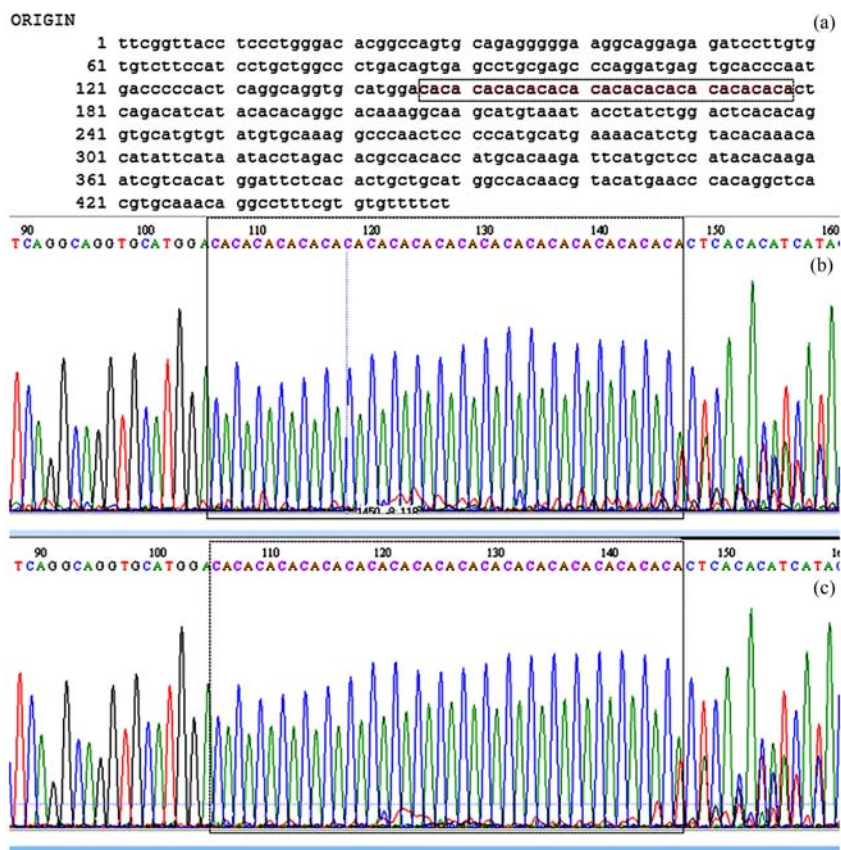 ORIGIN (a)
1 ttcggttacc tccctgggac acggccagtg cagaggggga aggcaggaga gatccttgtg
61 tgtcttccat cctgctggcc ctgacagtga gcctgcgagc ccaggatgag tgcacccaat
121 gacccccact caggcaggtg catggacaca cacacacaca cacacacaca cacacacact
181 cagacatcat acacacaggc acaaaggcaa gcatgtaaat acctatctgg actcacacag
241 gtgcatgtgt atgtgcaaag gcccaactcc cccatgcatg aaaacatctg tacacaaaca
301 catattcata atacctagac acgccacacc atgcacaaga ttcatgctcc atacacaaga
361 atcgtcacat ggattctcac actgctgcat ggccacaacg tacatgaacc cacaggctca
421 cgtgcaaaca ggcctttcgt gtgttttct
90 100 110 120 130 140 150 160
TCAGGCAGGTGCATGGACACACACACACACACACACACACACACACACACACACACACACTCACACATCATA
(b)
90 100 110 120 130 140 150
TCAGGCAGGTGCATGGACACACACACACACACACACACACACACACACACACACACACACTCACACATCATA
(c)